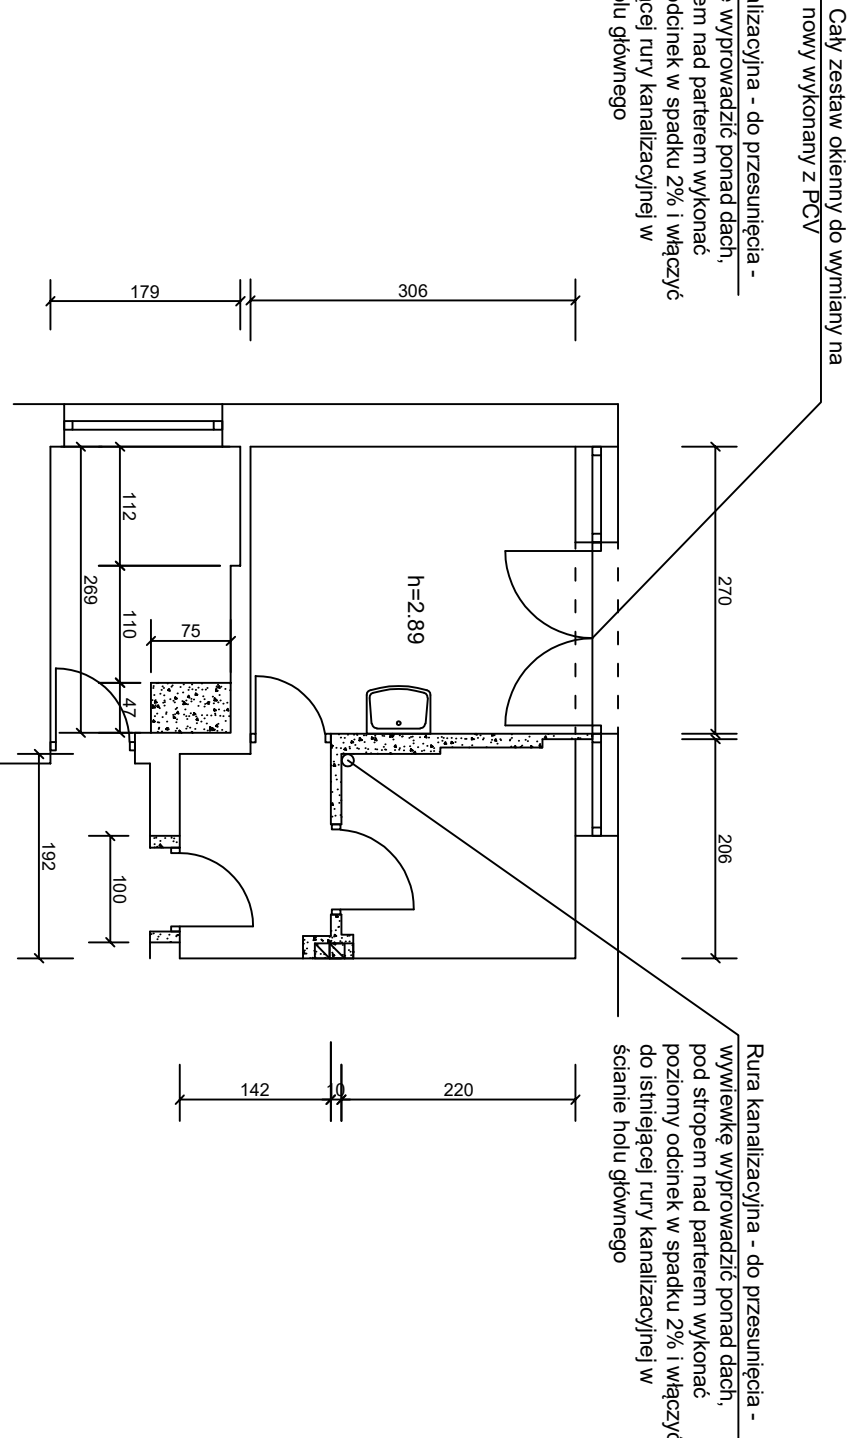 Cały zestaw okienny do wymiany na
nowy wykonany z PCV
alizacyjna - do przesunięcia -
wyprowadzić ponad dach,
em nad parterem wykonać
odcinek w spadku 2% i włączyć
ącej rury kanalizacyjnej w
olu głównego
179
306
270
206
h=2.89
112
269
110
75
47
192
100
142
10
220
Rura kanalizacyjna - do przesunięcia -
wywiewkę wyprowadzić ponad dach,
pod stropem nad parterem wykonać
poziomy odcinek w spadku 2% i włączyć
do istniejącej rury kanalizacyjnej w
ścianie holu głównego